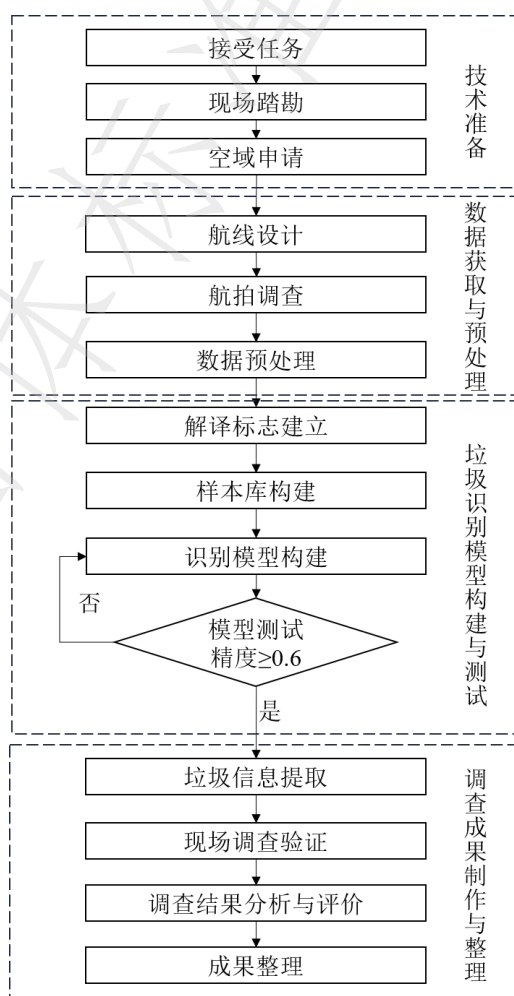 接受任务
现场踏勘
空域申请
技术准备
航线设计
航拍调查
数据预处理
数据获取与预处理
解译标志建立
样本库构建
识别模型构建
否
模型测试
精度≥0.6
是
垃圾识别模型构建与测试
垃圾信息提取
现场调查验证
调查结果分析与评价
成果整理
调查成果制作与整理
体标准